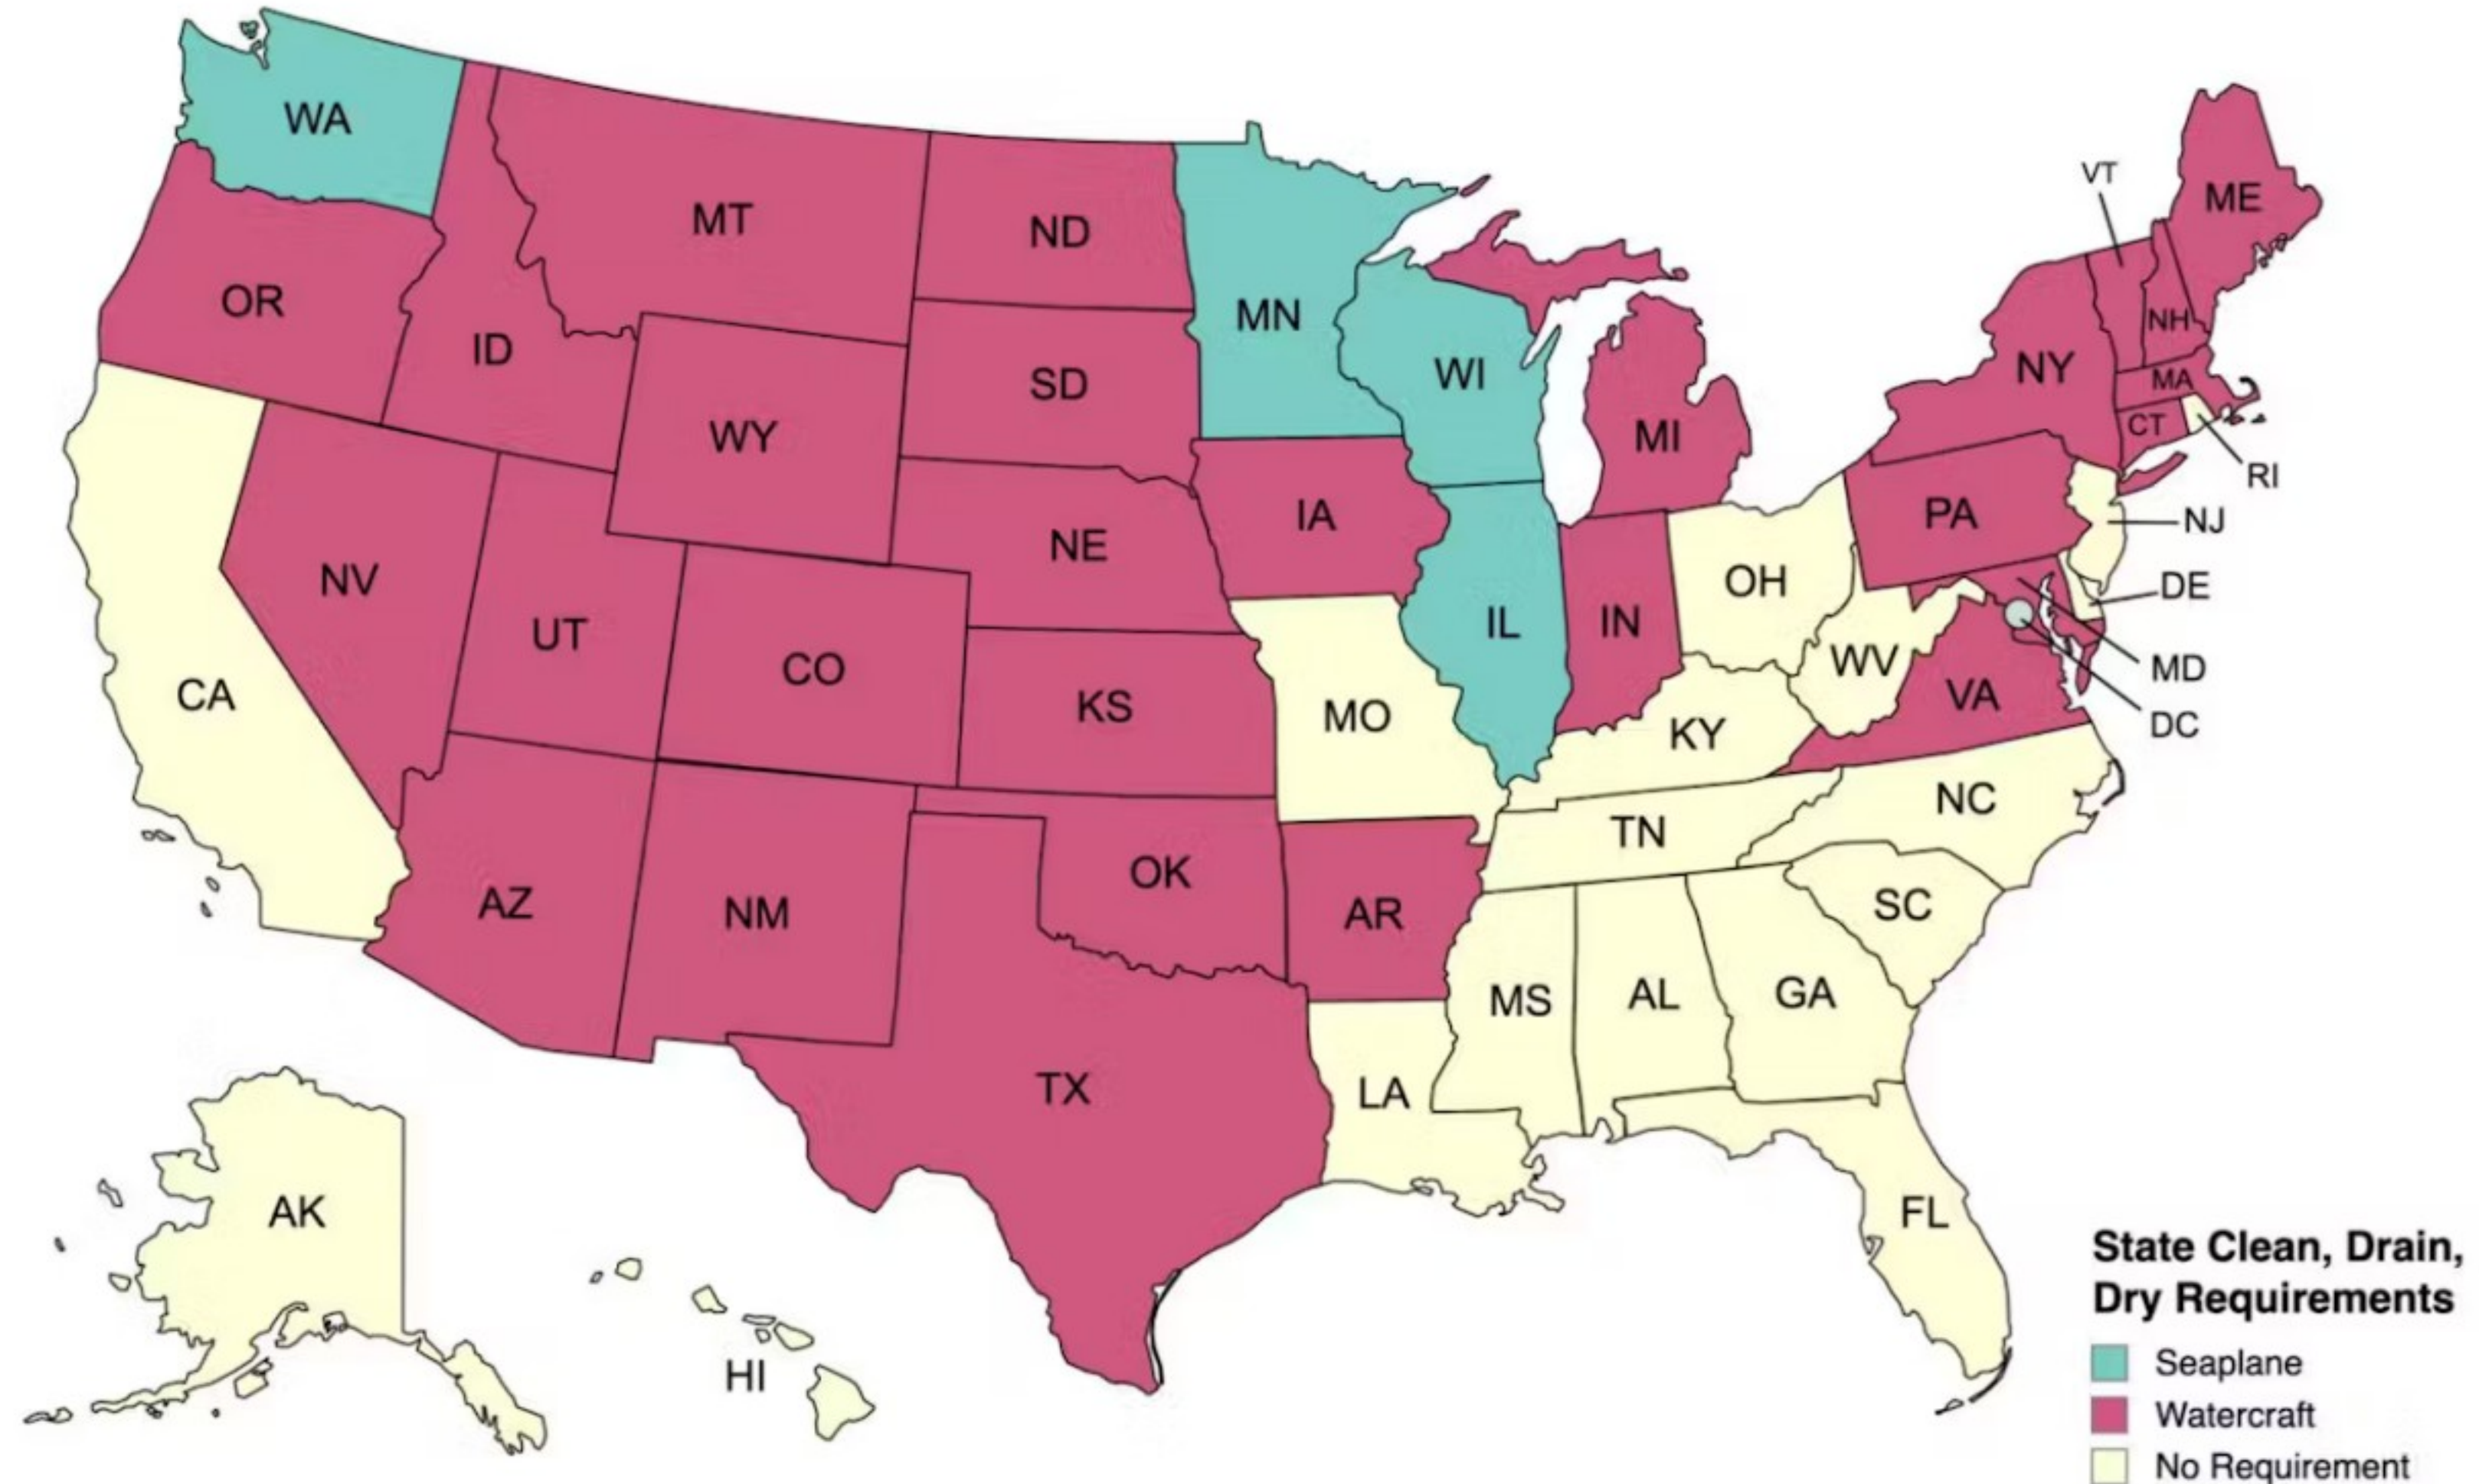 WA
MT
ND
MN
VT
ME
OR
ID
SD
WI
NH
NY
WY
MA
MI
CT
RI
NE
IA
PA
NJ
NV
UT
CO
KS
IL
IN
OH
DE
CA
MO
WV
MD
VA
DC
KY
NC
TN
AZ
NM
OK
AR
SC
MS
AL
GA
TX
LA
AK
FL
HI
State Clean, Drain,
Dry Requirements
Seaplane
Watercraft
No Requirement